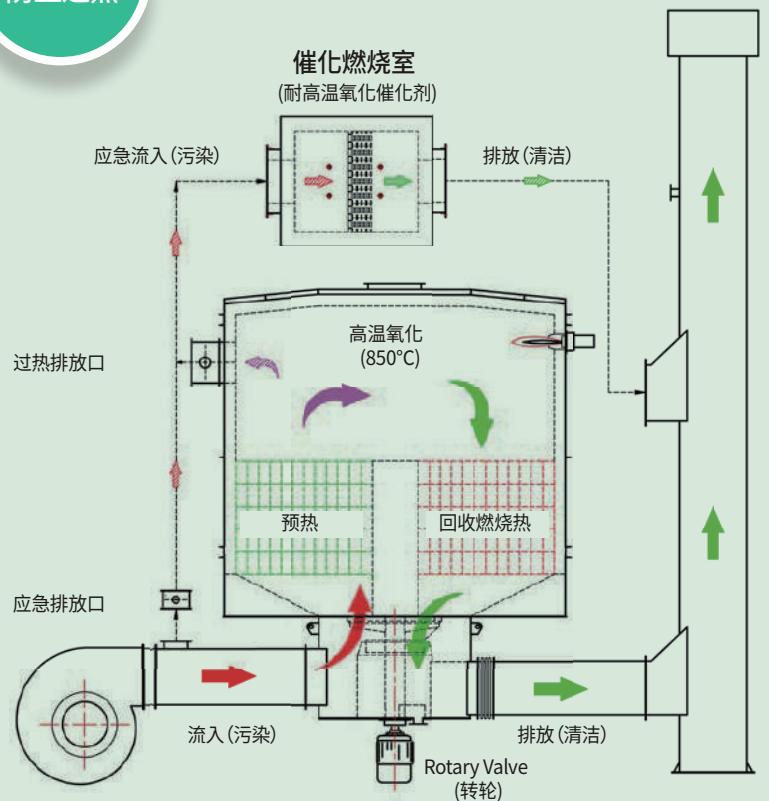 催化燃烧室
(耐高温氧化催化剂)
应急流入(污染)
排放(清洁)
高温氧化
(850°C)
过热排放口
预热
回收燃烧热
应急排放口
流入(污染)
排放(清洁)
Rotary Valve
(转轮)